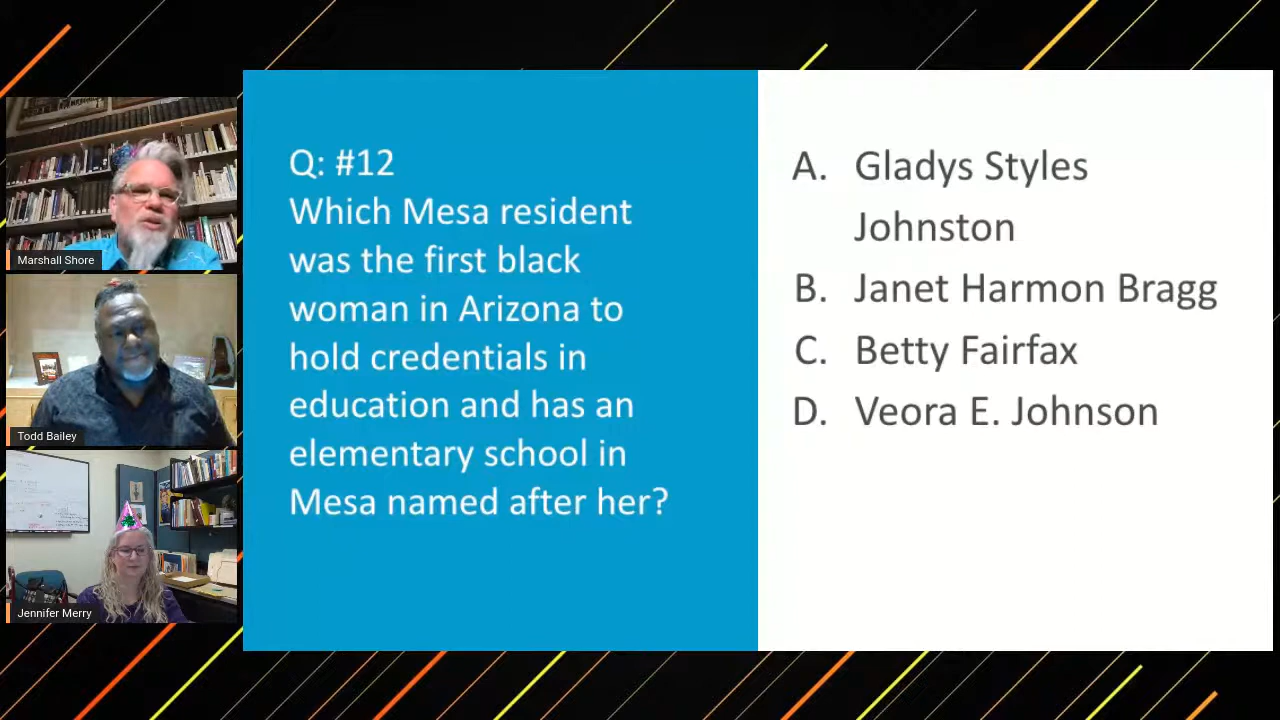 Marshall Shore
Todd Bailey
Jennifer Merry
Q: #12
Which Mesa resident
was the first black
woman in Arizona to
hold credentials in
education and has an
elementary school in
Mesa named after her?
A. Gladys Styles
Johnston
B. Janet Harmon Bragg
C. Betty Fairfax
D. Veora E. Johnson